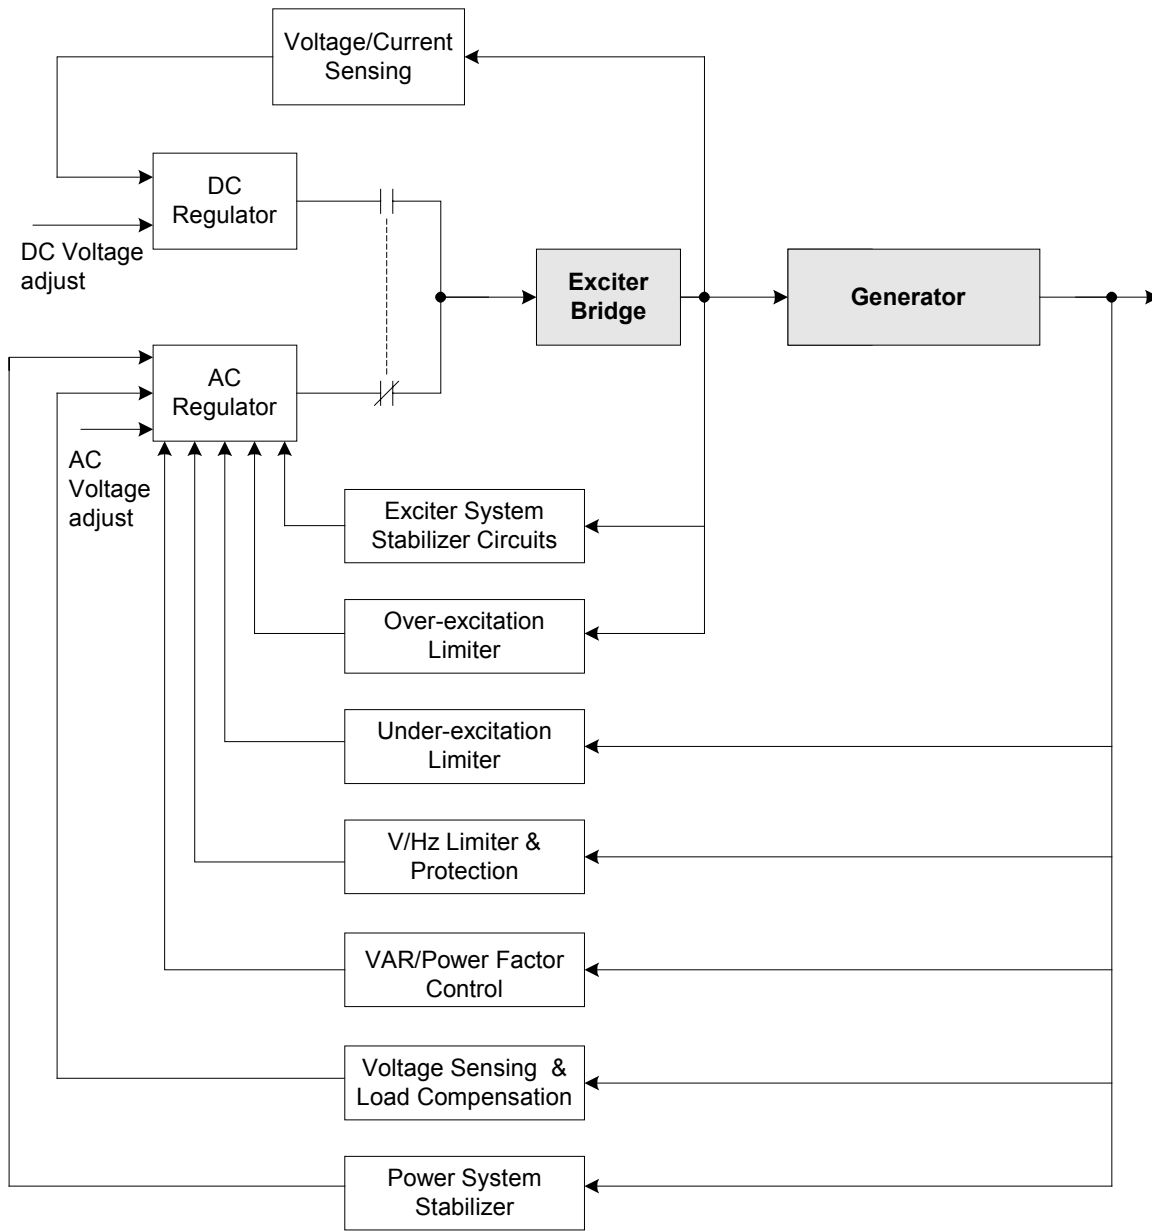 Voltage/Current
Sensing
DC
Regulator
DC Voltage
adjust
Exciter
Bridge
Generator
AC
Regulator
AC
Voltage
adjust
Exciter System
Stabilizer Circuits
Over-excitation
Limiter
Under-excitation
Limiter
V/Hz Limiter &
Protection
VAR/Power Factor
Control
Voltage Sensing &
Load Compensation
Power System
Stabilizer